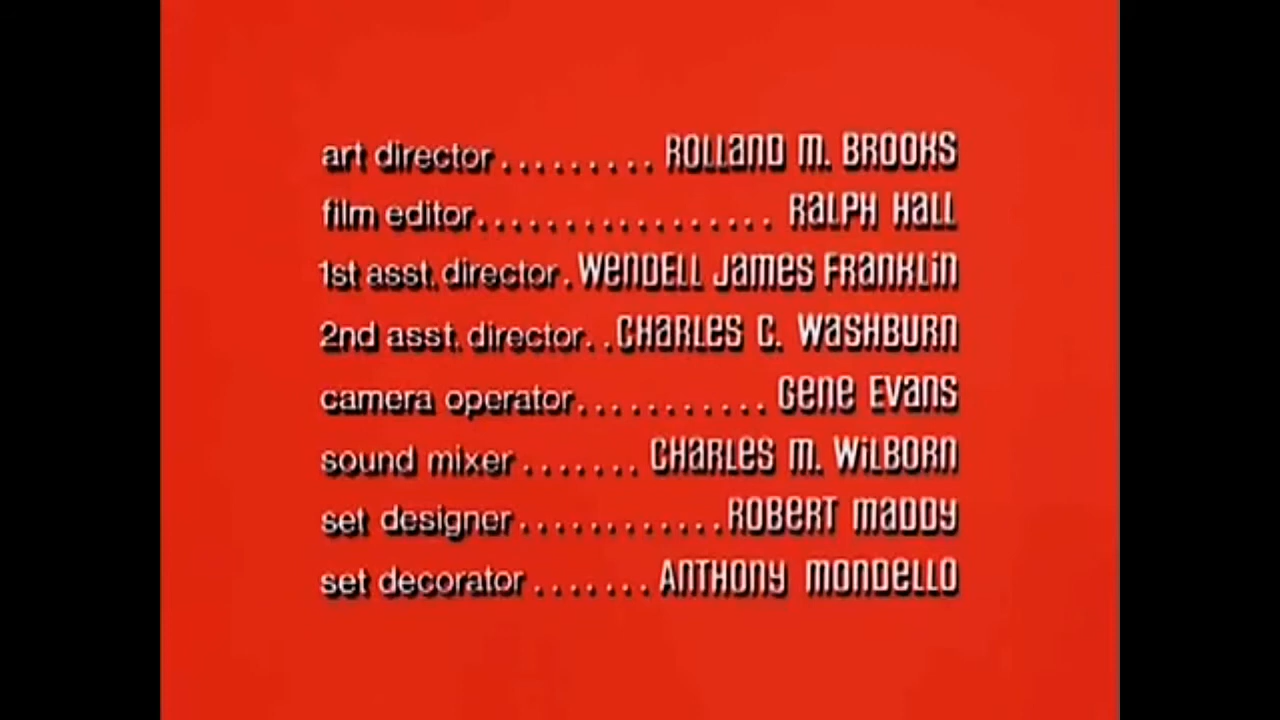 art director......... ROLLAND M. BROOKS
film editor................. RALPH HALL
1st asst. director.WENDELL JAMES FRANKLIN
2nd asst. director..CHARLES C. WASHBURN
camera operator........... GENE EVANS
sound mixer....... CHARLES M. WILBORN
set designer............ROBERT MADDY
set decorator.......ANTHONY MONDELLO